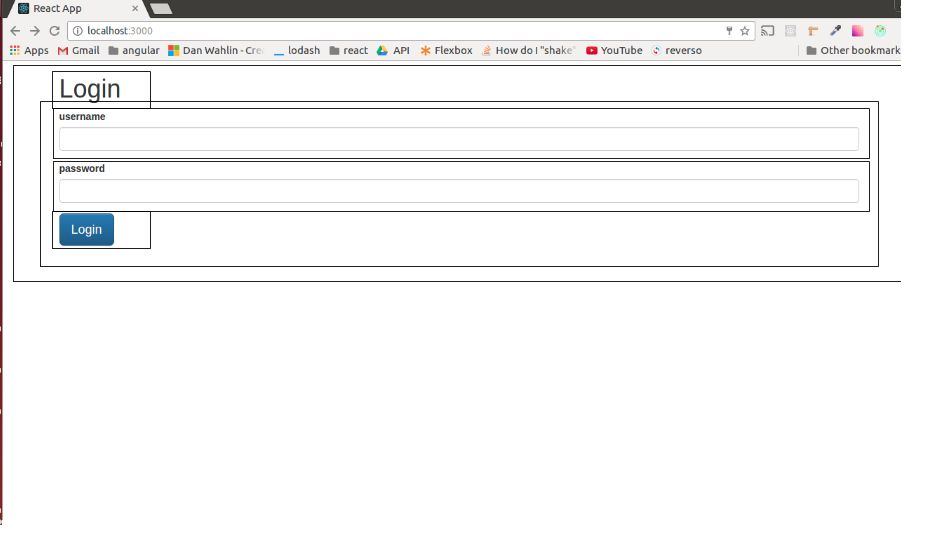 React App
localhost:3000
Apps Gmail angular Dan Wahlin - Cre lodash react API Flexbox How do I "shake" YouTube reverso Other bookmark
Login
username
password
Login